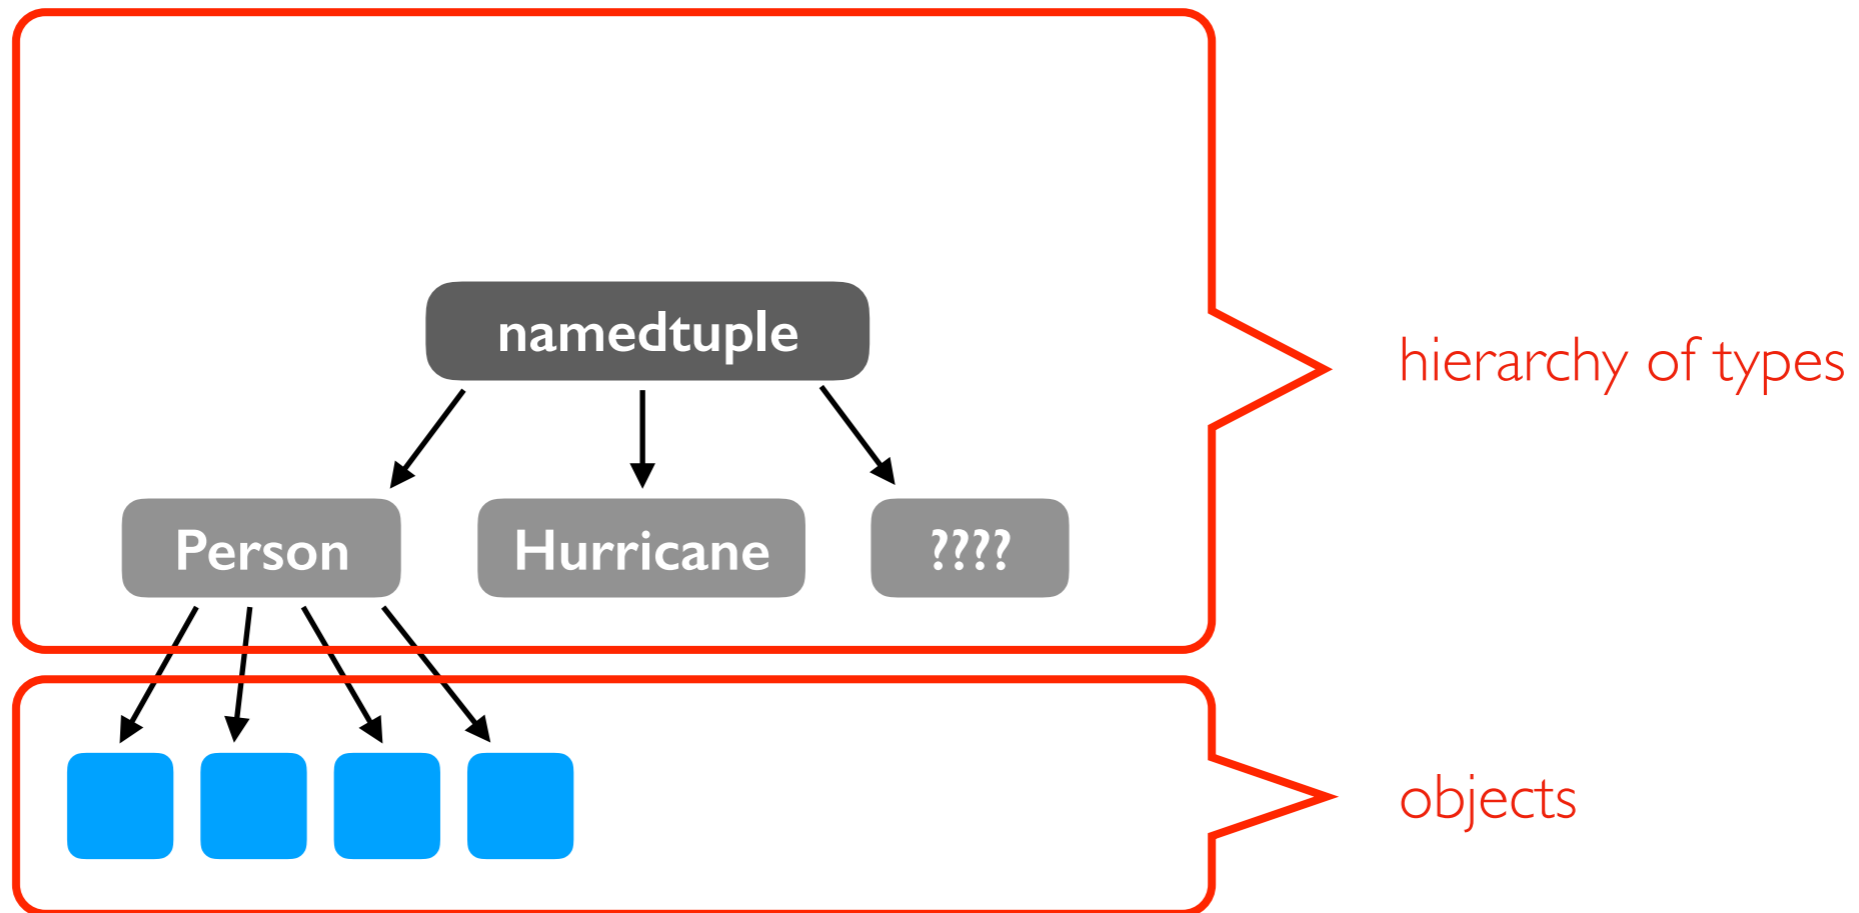 namedtuple
hierarchy of types
Person
Hurricane
????
objects